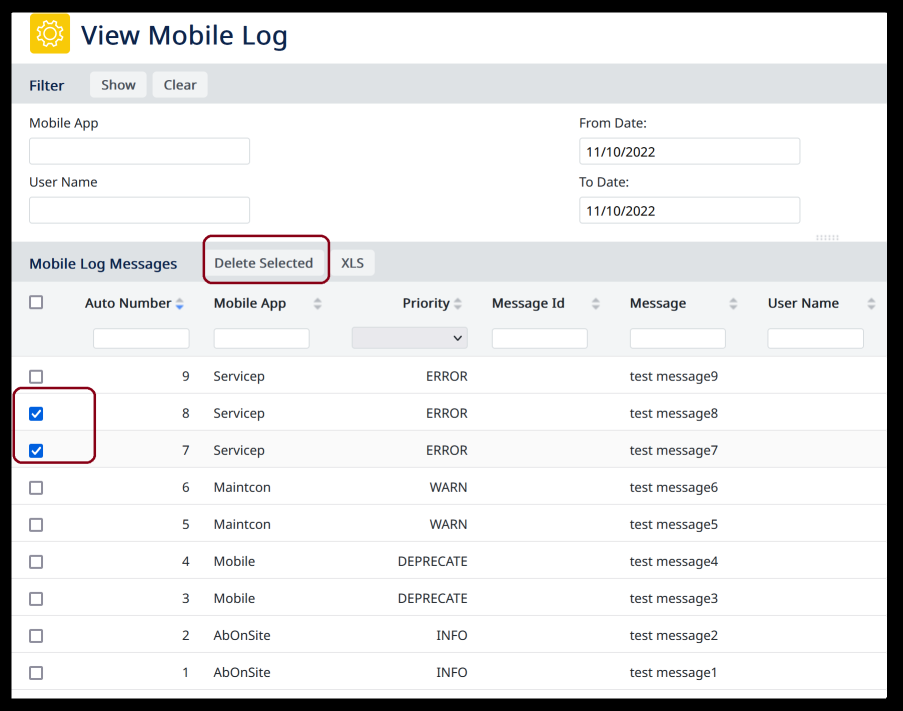 View Mobile Log
Filter Show Clear
Mobile App From Date:
11/10/2022
User Name To Date:
11/10/2022
Mobile Log Messages Delete Selected XLS
Auto Number Mobile App Priority Message Id Message User Name
9 Servicep ERROR test message9
8 Servicep ERROR test message8
7 Servicep ERROR test message7
6 Maintcon WARN test message6
5 Maintcon WARN test message5
4 Mobile DEPRECATE test message4
3 Mobile DEPRECATE test message3
2 AbOnSite INFO test message2
1 AbOnSite INFO test message1